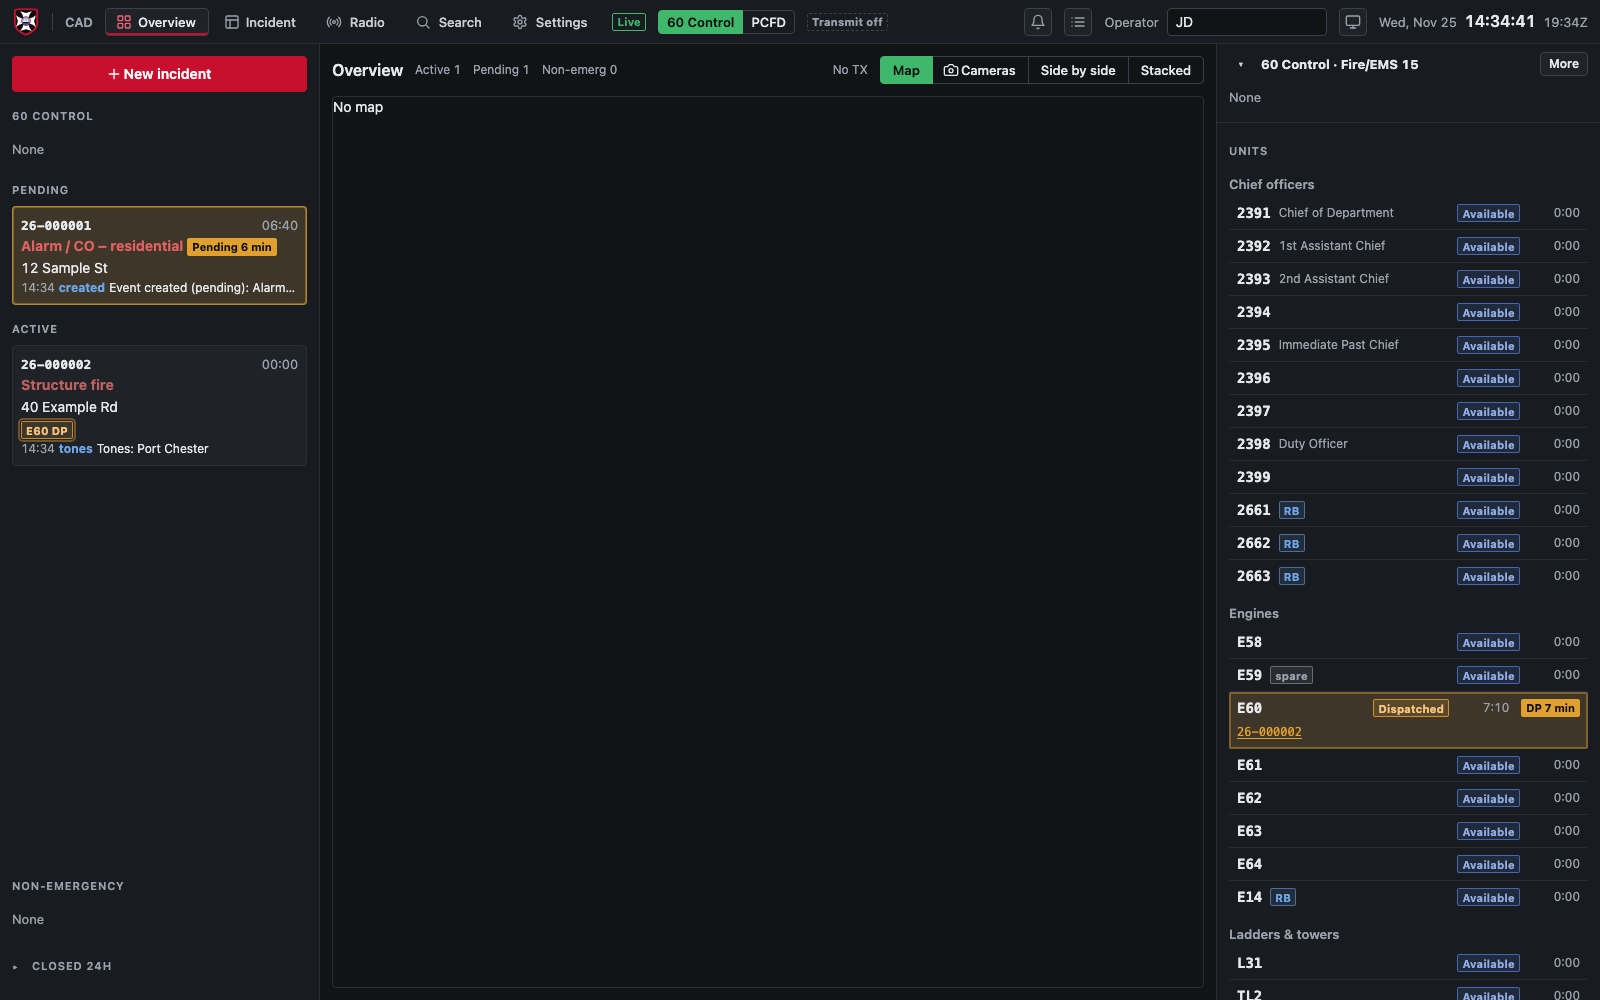 CAD Overview Incident Radio Search Settings Live 60 Control PCFD Transmit off Operator JD Wed, Nov 25 14:34:41 19:34Z
+ New incident
60 CONTROL
None
PENDING
26-000001 06:40
Alarm / CO – residential Pending 6 min
12 Sample St
14:34 created Event created (pending): Alarm...
ACTIVE
26-000002 00:00
Structure fire
40 Example Rd
E60 DP
14:34 tones Tones: Port Chester
NON-EMERGENCY
None
CLOSED 24H
Overview Active 1 Pending 1 Non-emerg 0 No TX Map Cameras Side by side Stacked
No map
60 Control · Fire/EMS 15 More
None
UNITS
Chief officers
2391 Chief of Department Available 0:00
2392 1st Assistant Chief Available 0:00
2393 2nd Assistant Chief Available 0:00
2394 Available 0:00
2395 Immediate Past Chief Available 0:00
2396 Available 0:00
2397 Available 0:00
2398 Duty Officer Available 0:00
2399 Available 0:00
2661 RB Available 0:00
2662 RB Available 0:00
2663 RB Available 0:00
Engines
E58 Available 0:00
E59 spare Available 0:00
E60 Dispatched 7:10 DP 7 min
26-000002
E61 Available 0:00
E62 Available 0:00
E63 Available 0:00
E64 Available 0:00
E14 RB Available 0:00
Ladders & towers
L31 Available 0:00
TL2 Available 0:00